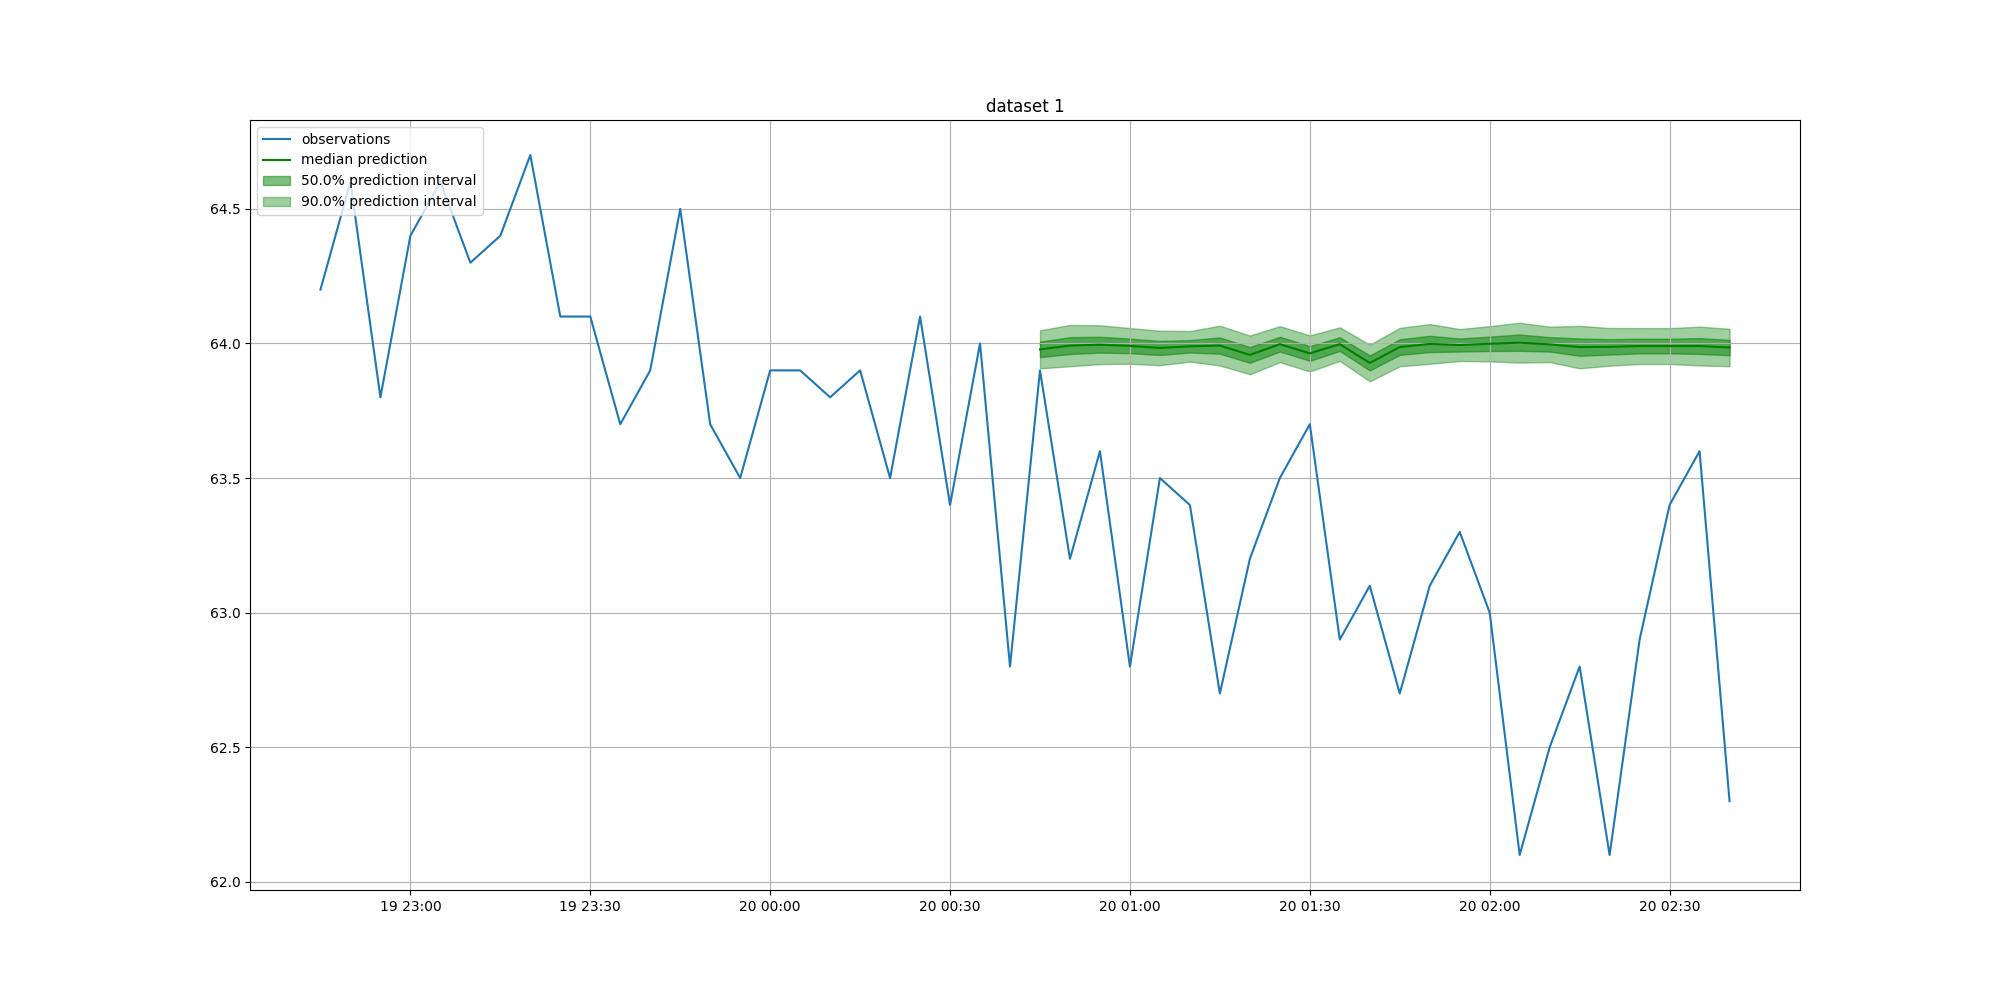 dataset 1
observations
median prediction
50.0% prediction interval
90.0% prediction interval
64.5
64.0
63.5
63.0
62.5
62.0
19 23:00 19 23:30 20 00:00 20 00:30 20 01:00 20 01:30 20 02:00 20 02:30